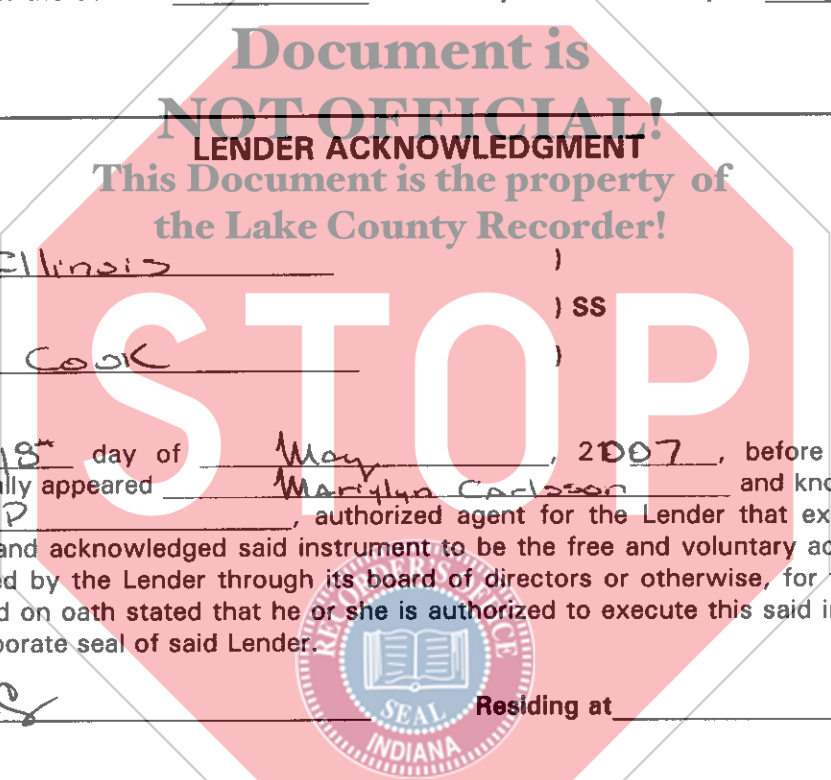 Document is
NOT OFFICIAL!
LENDER ACKNOWLEDGMENT
This Document is the property of
the Lake County Recorder!
Illinois )
) SS
Cook )
18th day of May, 2007, before
lly appeared Mariylyn Carlsson and kno
P, authorized agent for the Lender that ex
and acknowledged said instrument to be the free and voluntary ac
ed by the Lender through its board of directors or otherwise, for
d on oath stated that he or she is authorized to execute this said i
porate seal of said Lender.
Residing at
STOP
RECORDER'S OFFICE
SEAL
INDIANA